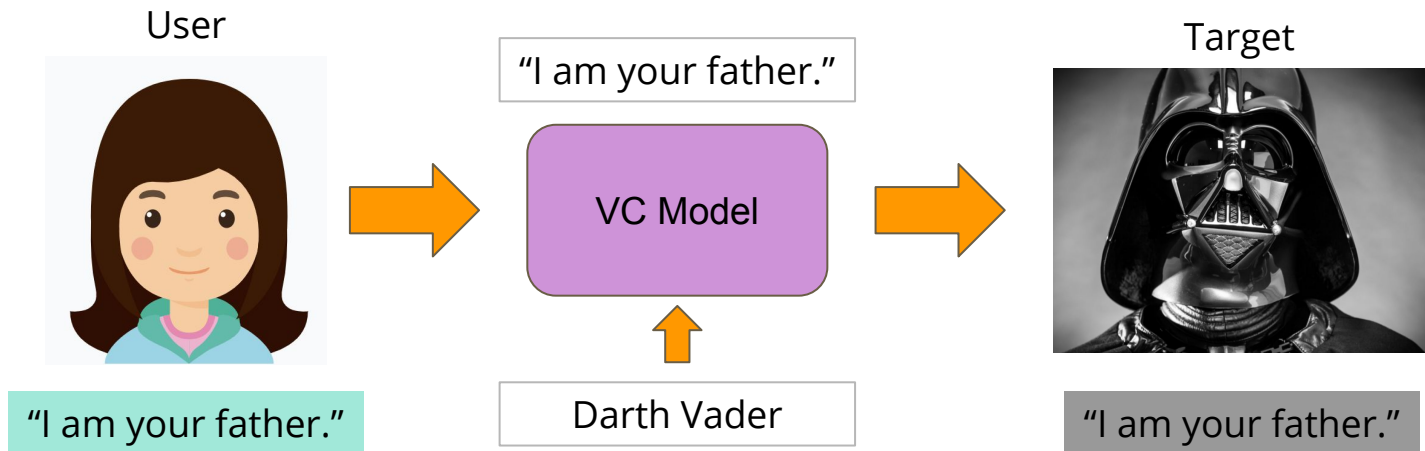 User
“I am your father.”
Target
VC Model
“I am your father.”
Darth Vader
“I am your father.”